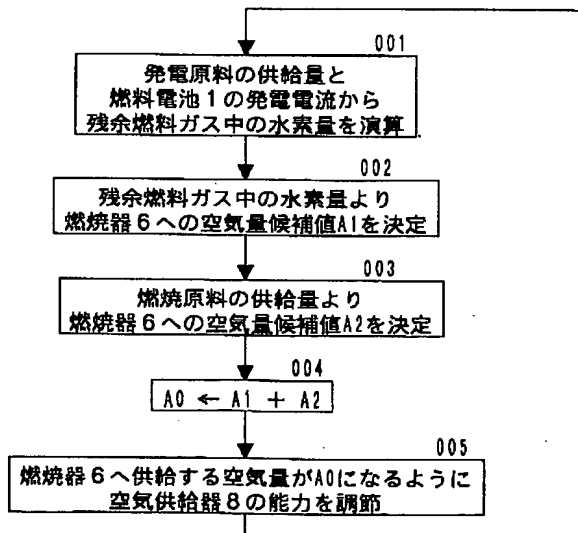 001
発電原料の供給量と
燃料電池1の発電電流から
残余燃料ガス中の水素量を演算
002
残余燃料ガス中の水素量より
燃焼器6への空気量候補値A1を決定
003
燃焼原料の供給量より
燃焼器6への空気量候補値A2を決定
004
A0 ← A1 + A2
005
燃焼器6へ供給する空気量がA0になるように
空気供給器8の能力を調節